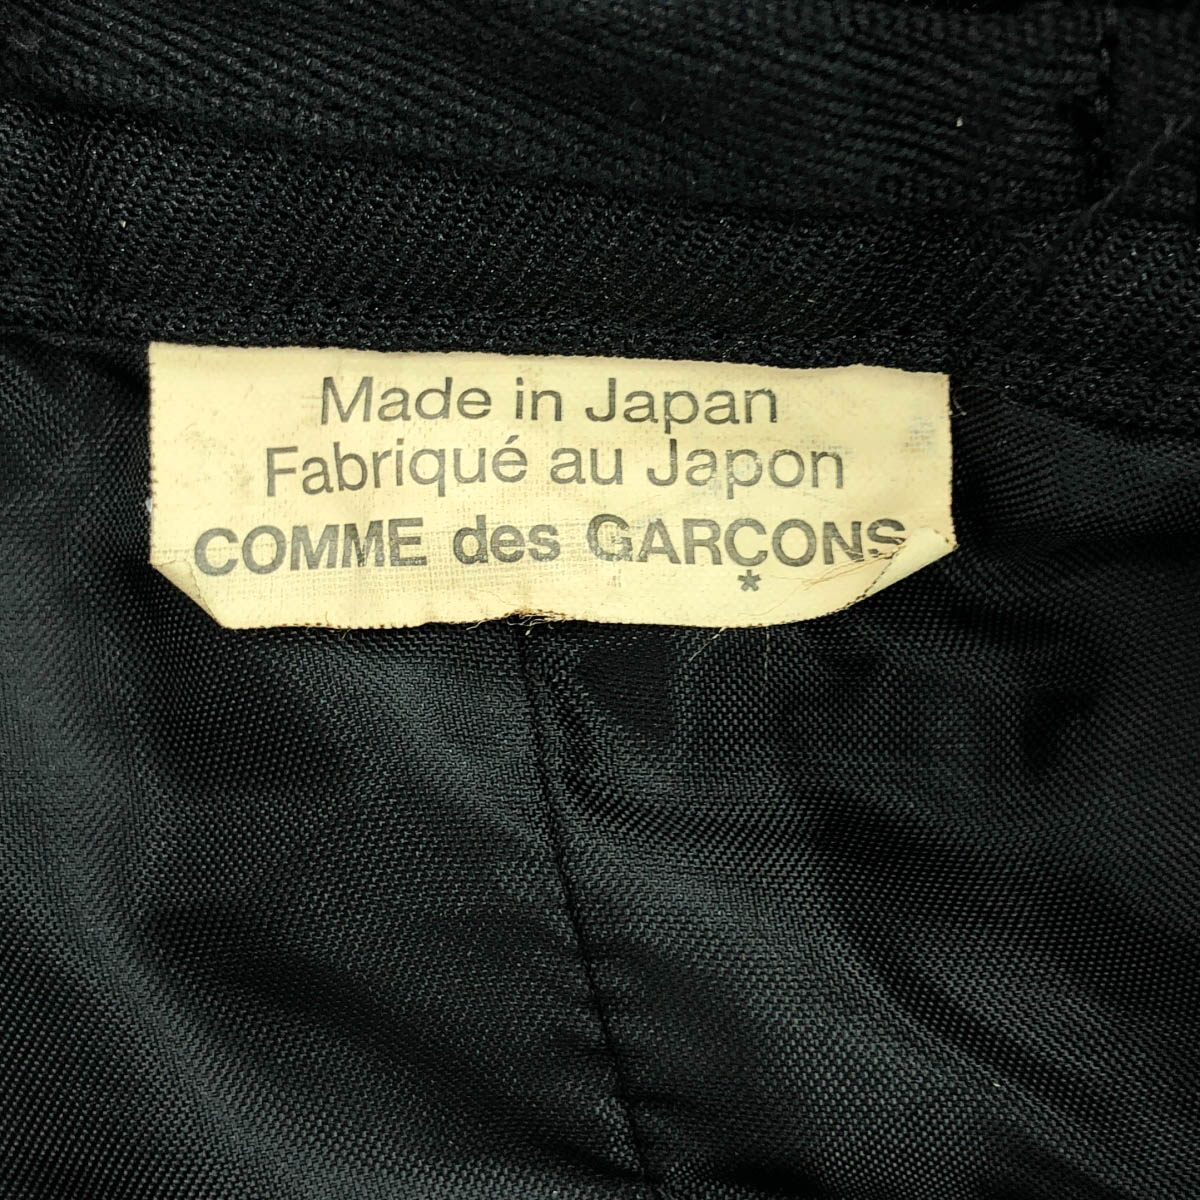 Made in Japan
Fabriqué au Japon
COMME des GARÇONS
*